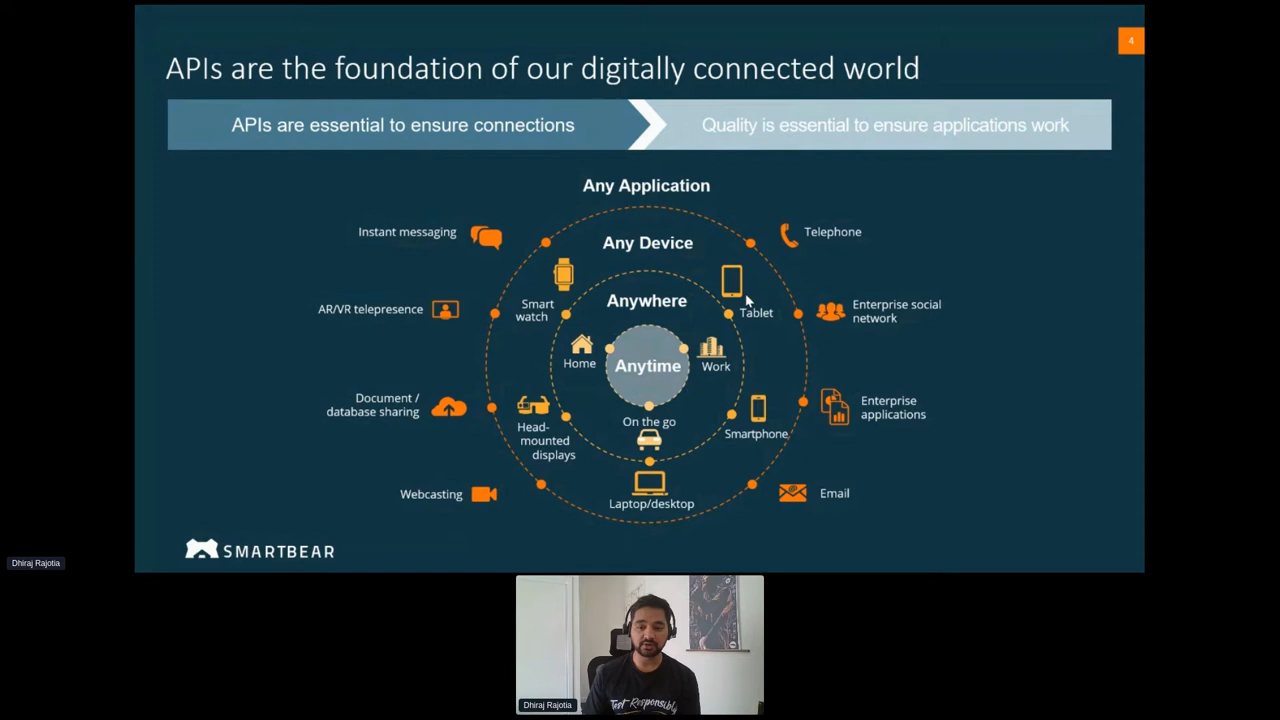 4
APIs are the foundation of our digitally connected world
APIs are essential to ensure connections
Quality is essential to ensure applications work
Any Application
Instant messaging
Telephone
Any Device
AR/VR telepresence
Smart
watch
Anywhere
Tablet
Enterprise social
network
Home
Anytime
Work
Document /
database sharing
Head-
mounted
displays
On the go
Smartphone
Enterprise
applications
Webcasting
Laptop/desktop
Email
SMARTBEAR
Dhiraj Rajotia
Test Responsibly
Dhiraj Rajotia